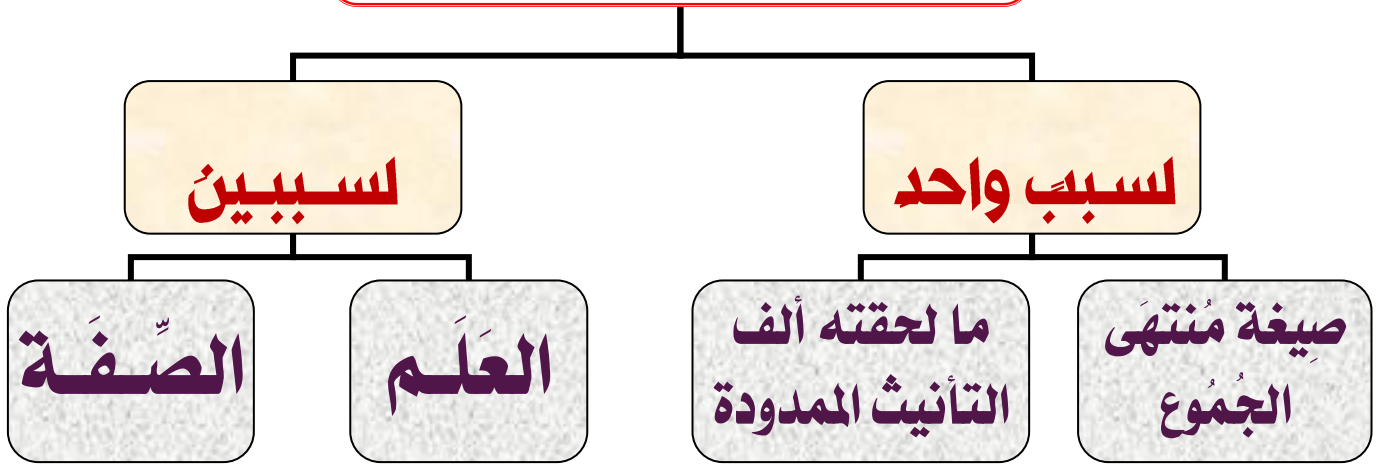 لسببٍ واحدٍ
لسببينَ
صِيغة مُنتهَى
الجُمُوع
ما لحقته ألف
التأنيث الممدودة
العَلَم
الصِّفَة